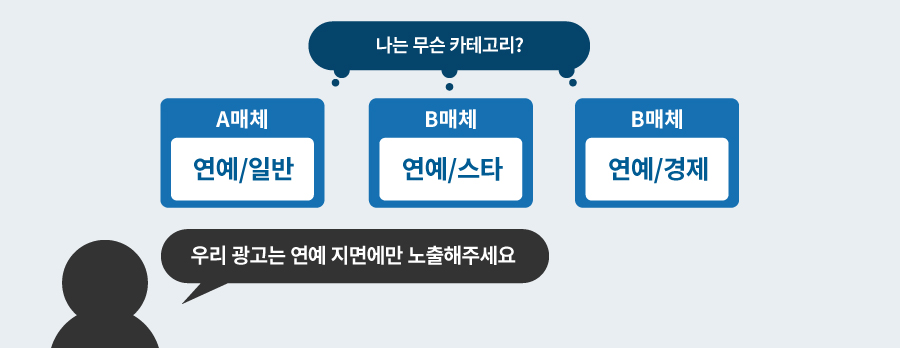 나는 무슨 카테고리?
A매체
B매체
B매체
연예/일반
연예/스타
연예/경제
우리 광고는 연예 지면에만 노출해주세요